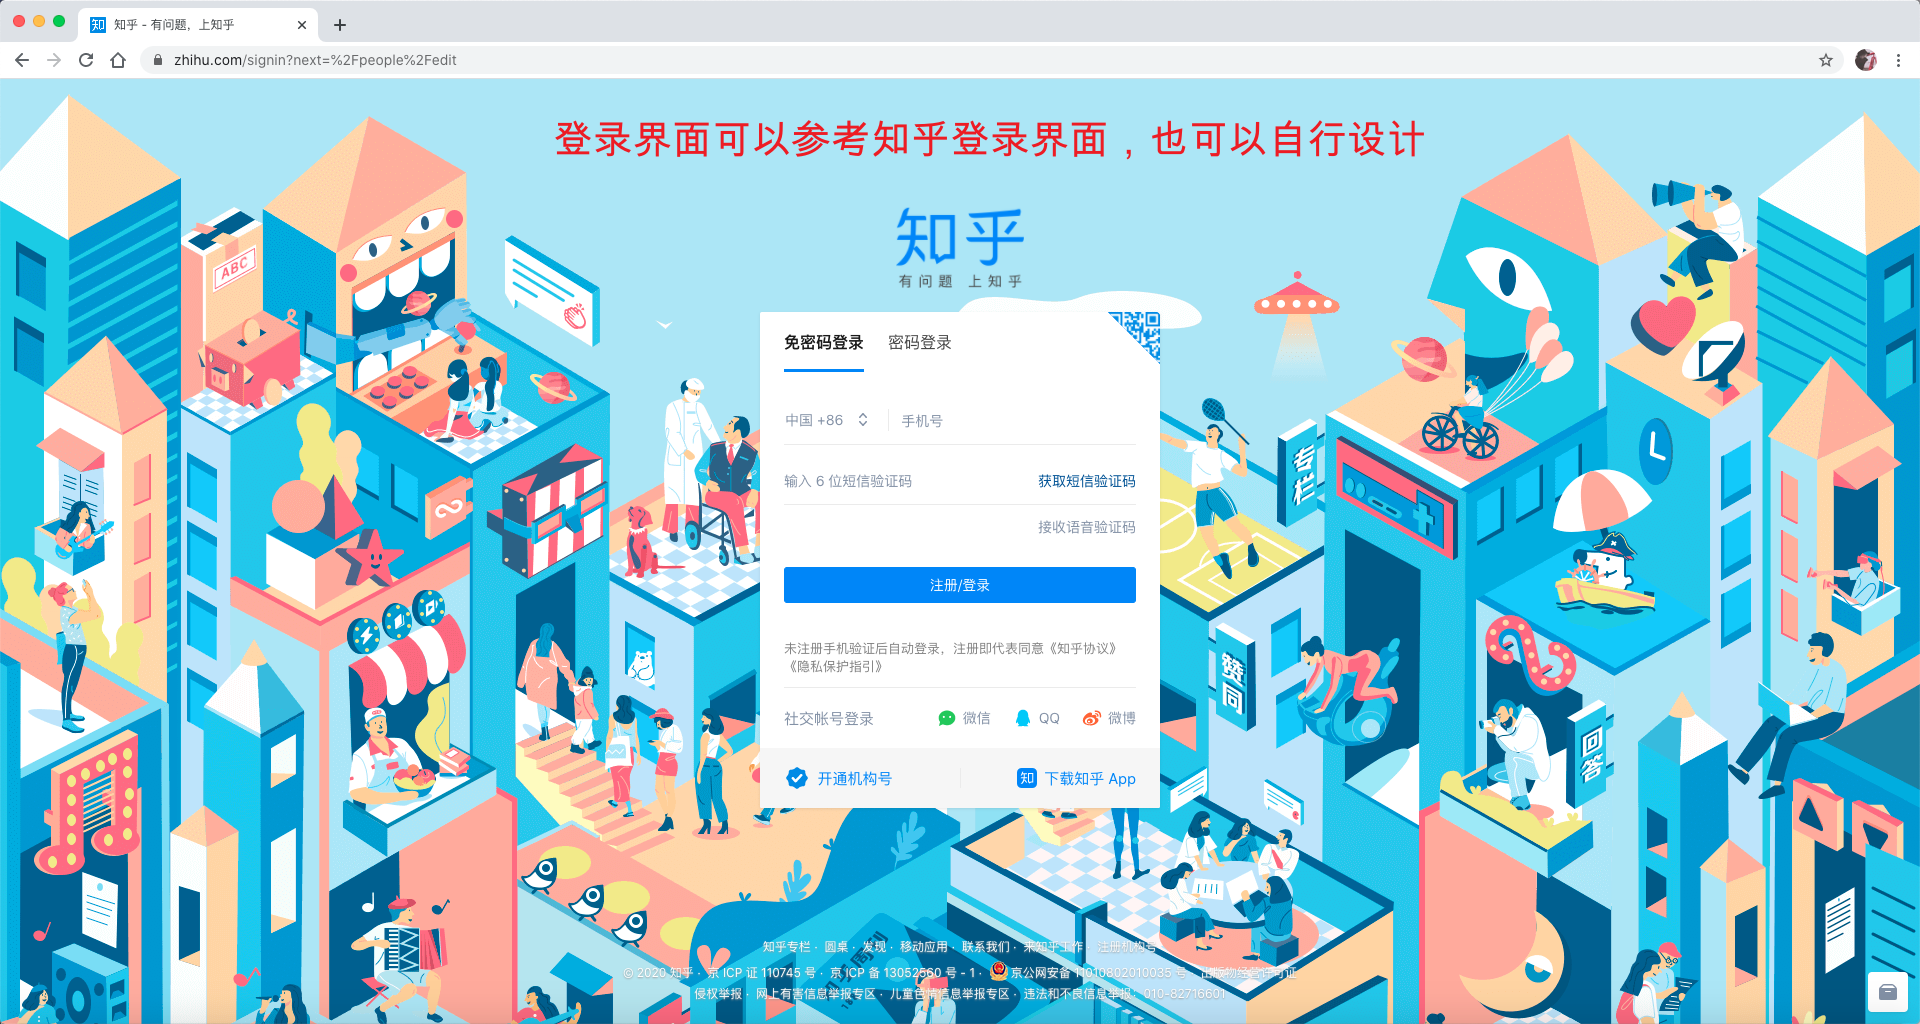 知乎 - 有问题，上知乎
zhihu.com/signin?next=%2Fpeople%2Fedit
登录界面可以参考知乎登录界面，也可以自行设计
知乎
有问题 上知乎
ABC
免密码登录 密码登录
中国 +86 手机号
输入 6 位短信验证码 获取短信验证码
接收语音验证码
注册/登录
未注册手机验证后自动登录，注册即代表同意《知乎协议》
《隐私保护指引》
社交帐号登录 微信 QQ 微博
开通机构号 知 下载知乎 App
专栏
赞同
回答
知乎专栏 · 圆桌 · 发现 · 移动应用 · 联系我们 · 来知乎工作 · 注册机构号
© 2020 知乎 · 京 ICP 证 110745 号 · 京 ICP 备 13052560 号 - 1 · 京公网安备 11010802010035 号 · 出版物经营许可证
侵权举报 · 网上有害信息举报专区 · 儿童色情信息举报专区 · 违法和不良信息举报：010-82716601